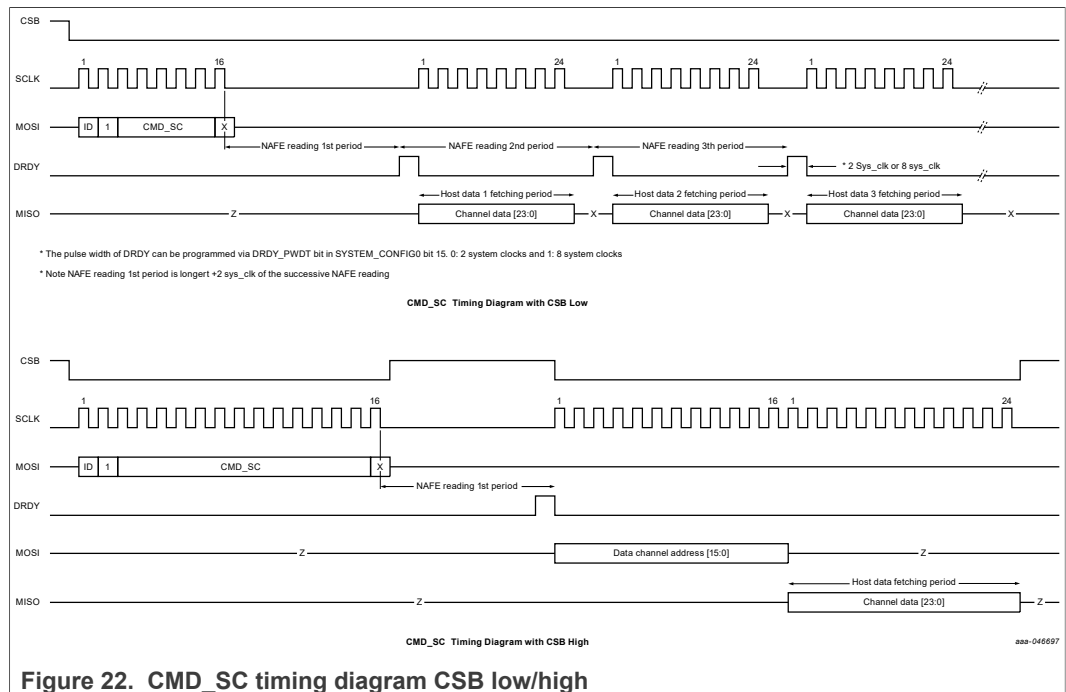 CSB
1 16 1 24 1 24 1 24
SCLK
MOSI ID 1 CMD_SC X
NAFE reading 1st period NAFE reading 2nd period NAFE reading 3th period
DRDY * 2 Sys_clk or 8 sys_clk
Host data 1 fetching period Host data 2 fetching period Host data 3 fetching period
MISO Z Channel data [23:0] X Channel data [23:0] X Channel data [23:0] X
* The pulse width of DRDY can be programmed via DRDY_PWDT bit in SYSTEM_CONFIG0 bit 15. 0: 2 system clocks and 1: 8 system clocks
* Note NAFE reading 1st period is longert +2 sys_clk of the successive NAFE reading
CMD_SC Timing Diagram with CSB Low
CSB
1 16 1 16 1 24
SCLK
MOSI ID 1 CMD_SC X
NAFE reading 1st period
DRDY
MOSI Z Data channel address [15:0] Z
Host data fetching period
MISO Z Channel data [23:0] Z
CMD_SC Timing Diagram with CSB High
aaa-046697
Figure 22. CMD_SC timing diagram CSB low/high